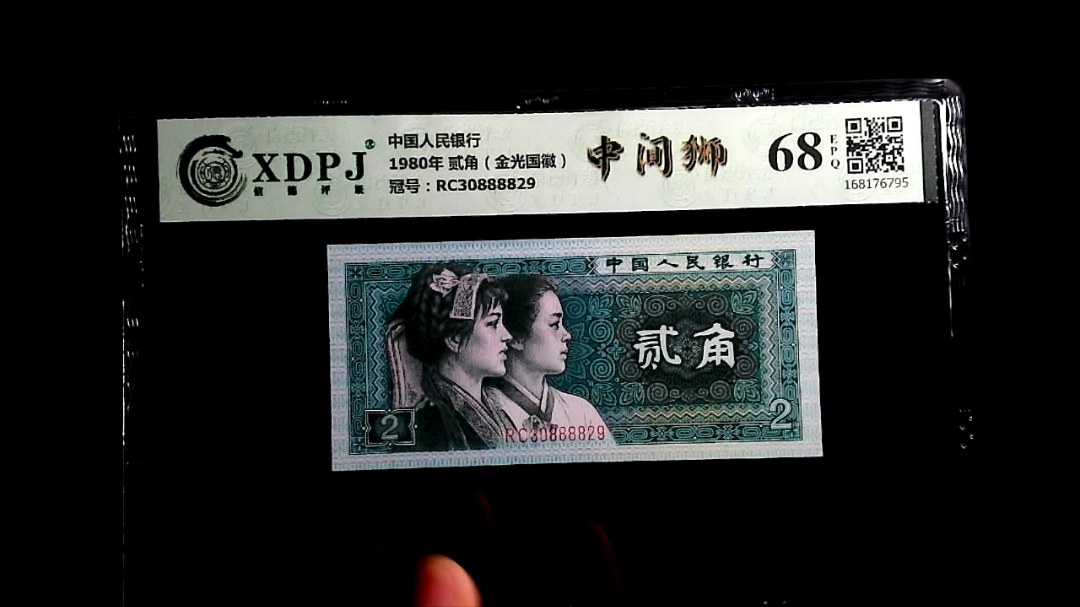 XDPJ
信德评级
中国人民银行
1980年 贰角（金光国徽）
冠号：RC30888829
中间狮
68
EPQ
168176795
中国人民银行
贰角
2
2
RC30888829